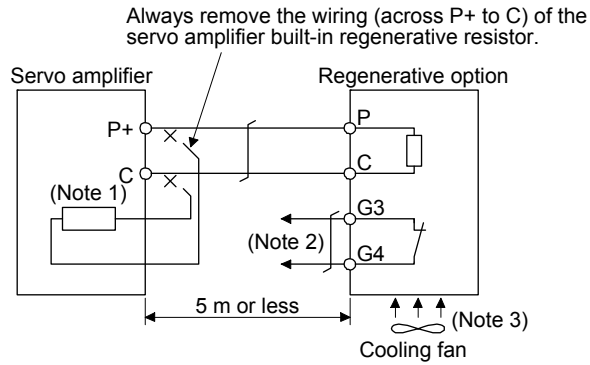 Always remove the wiring (across P+ to C) of the
servo amplifier built-in regenerative resistor.
Servo amplifier
Regenerative option
P+
P
C
C
(Note 1)
G3
(Note 2)
G4
5 m or less
(Note 3)
Cooling fan